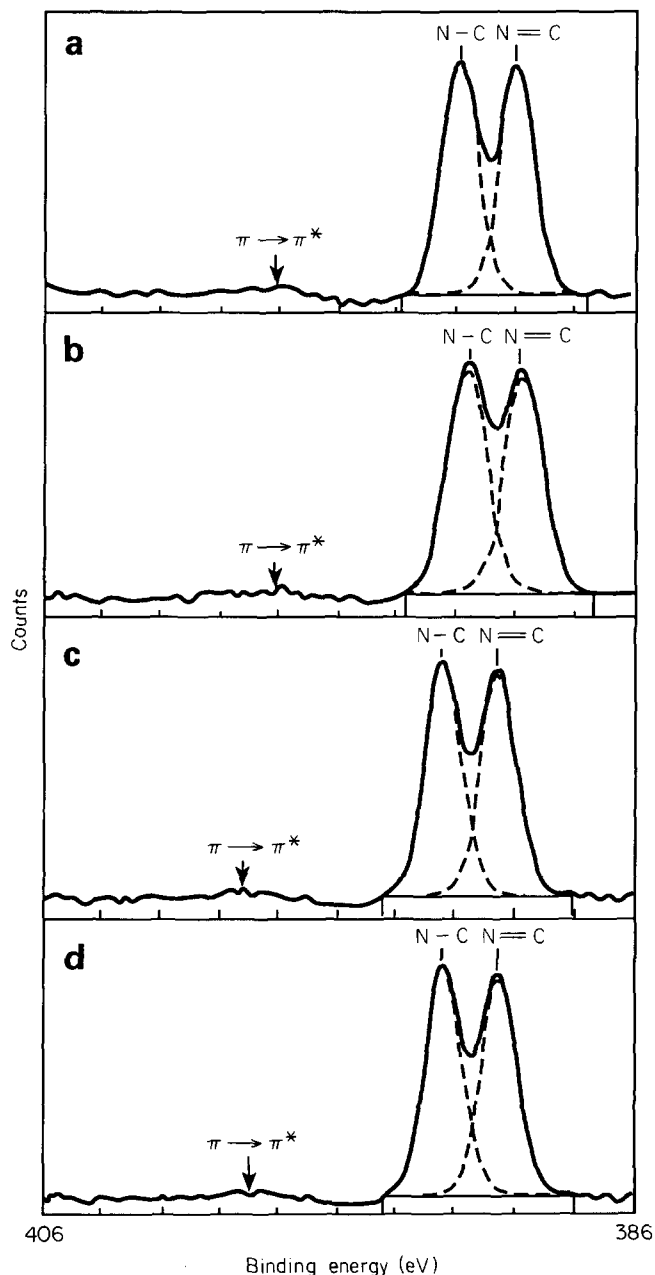 a
N-C N=C
π → π*
b
N-C N=C
π → π*
Counts
c
N-C N=C
π → π*
d
N-C N=C
π → π*
406 386
Binding energy (eV)